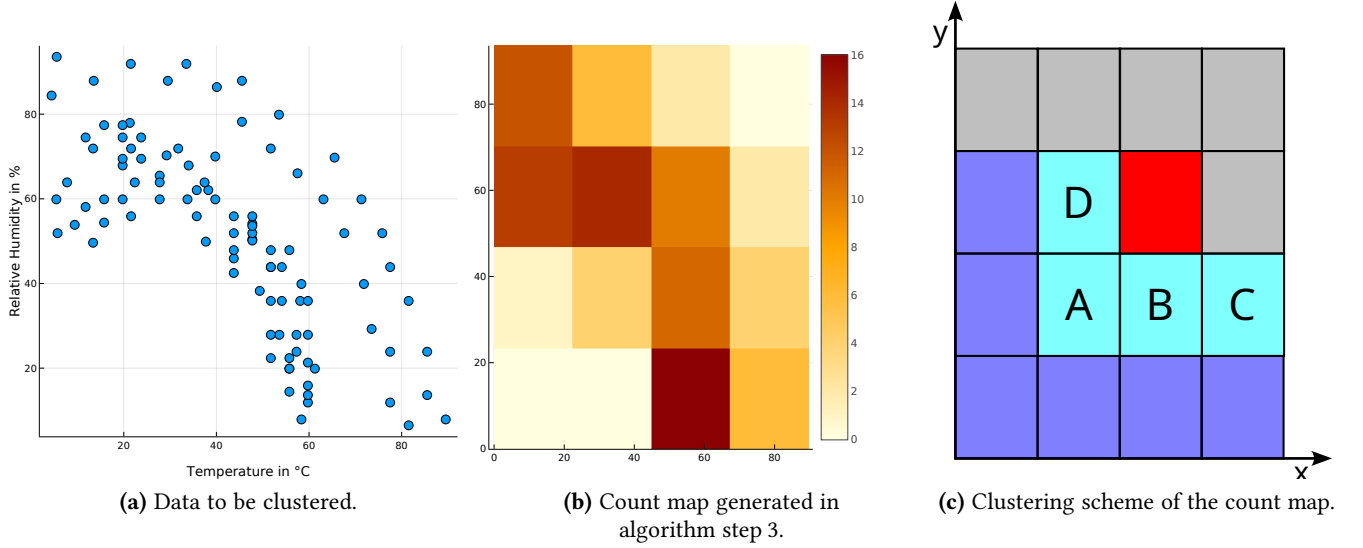 80
60
40
20
20
40
60
80
Relative Humidity in %
Temperature in °C
(a) Data to be clustered.
80
60
40
20
0
0
20
40
60
80
16
14
12
10
8
6
4
2
0
(b) Count map generated in
algorithm step 3.
y
D
A B C
x
(c) Clustering scheme of the count map.